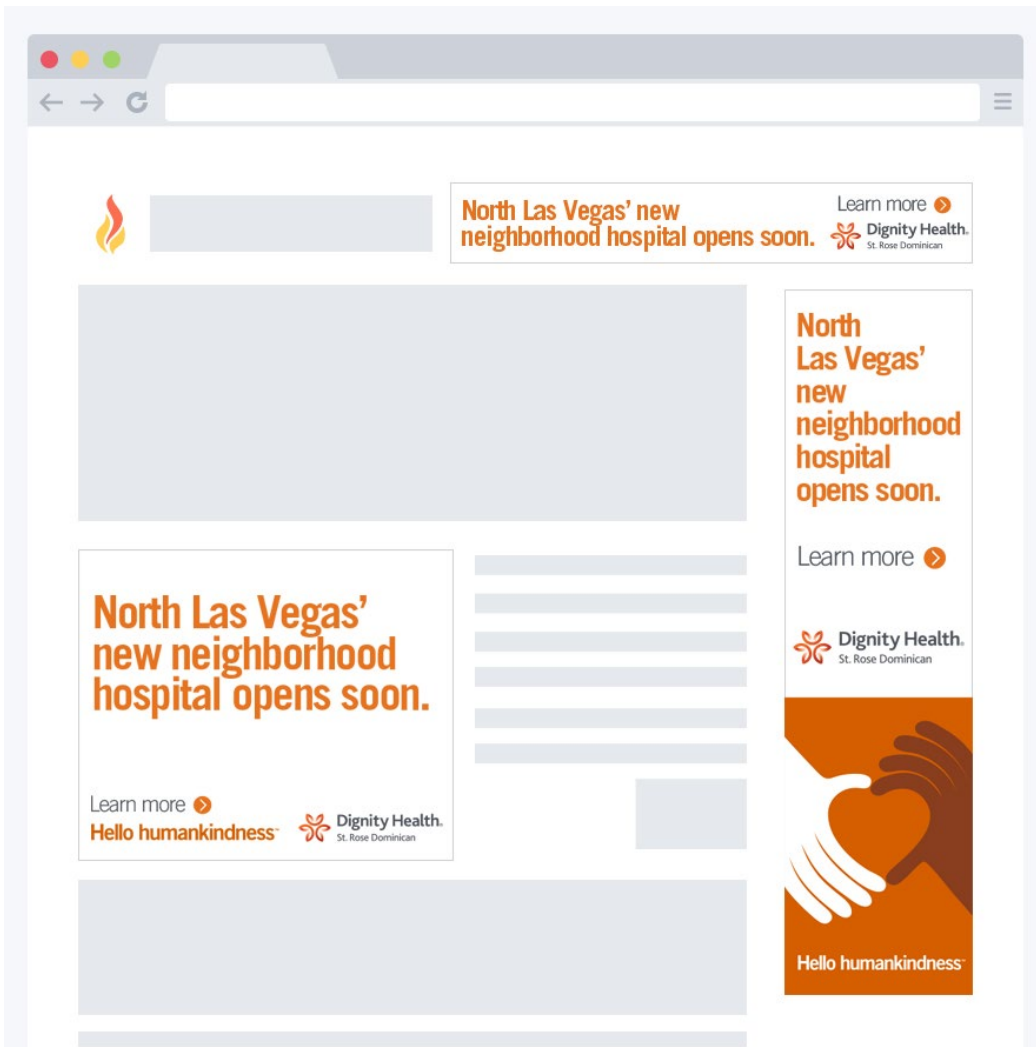 North Las Vegas' new
neighborhood hospital opens soon.
Learn more
Dignity Health.
St. Rose Dominican
North
Las Vegas'
new
neighborhood
hospital
opens soon.
Learn more
Dignity Health.
St. Rose Dominican
Hello humankindness™
North Las Vegas'
new neighborhood
hospital opens soon.
Learn more
Hello humankindness™
Dignity Health.
St. Rose Dominican